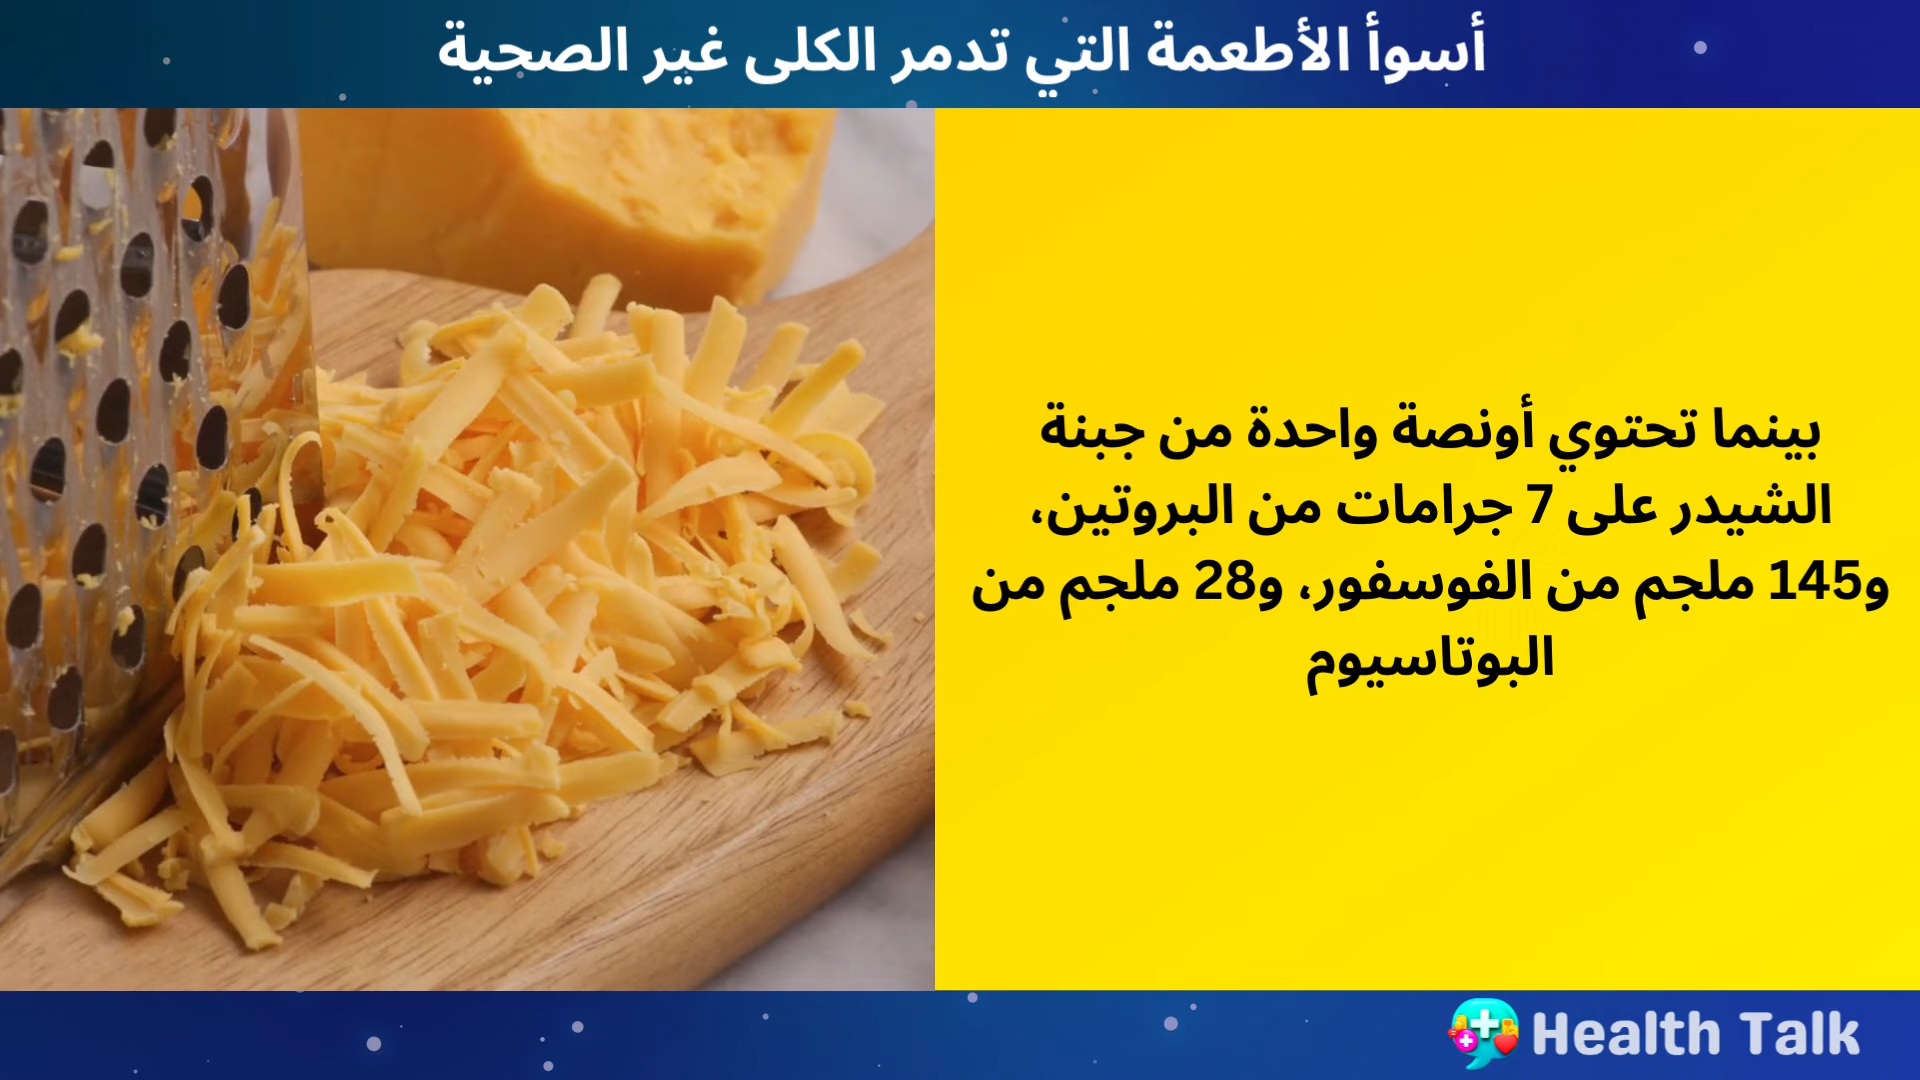 أسوأ الأطعمة التي تدمر الكلى غير الصحية
بينما تحتوي أونصة واحدة من جبنة
الشيدر على 7 جرامات من البروتين،
و145 ملجم من الفوسفور، و28 ملجم من
البوتاسيوم
Health Talk